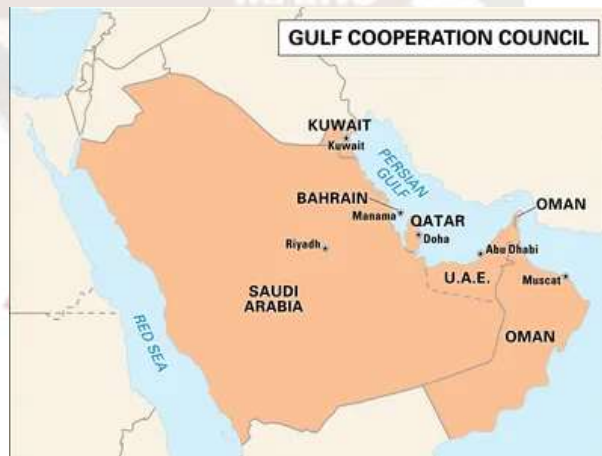 GULF COOPERATION COUNCIL
KUWAIT
Kuwait
PERSIAN
GULF
BAHRAIN
Manama
QATAR
Doha
OMAN
Riyadh
Abu Dhabi
U.A.E.
Muscat
SAUDI
ARABIA
OMAN
RED SEA